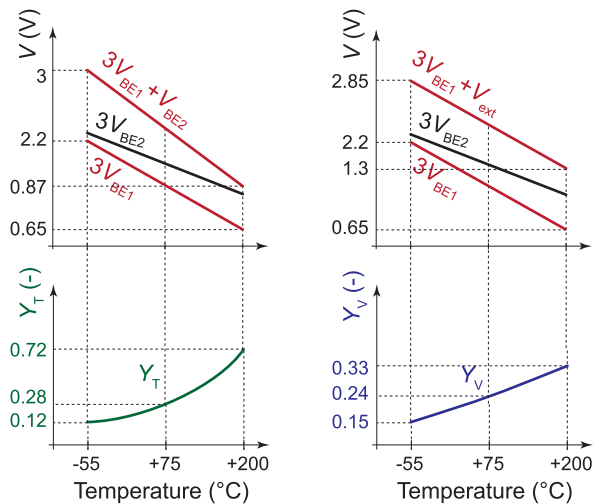 V (V)
3
2.2
0.87
0.65
3V_BE1+V_BE2
3V_BE2
3V_BE1
V (V)
2.85
2.2
1.3
0.65
3V_BE1+V_ext
3V_BE2
3V_BE1
Y_T (-)
0.72
0.28
0.12
Y_T
-55 +75 +200
Temperature (°C)
Y_V (-)
0.33
0.24
0.15
Y_V
-55 +75 +200
Temperature (°C)